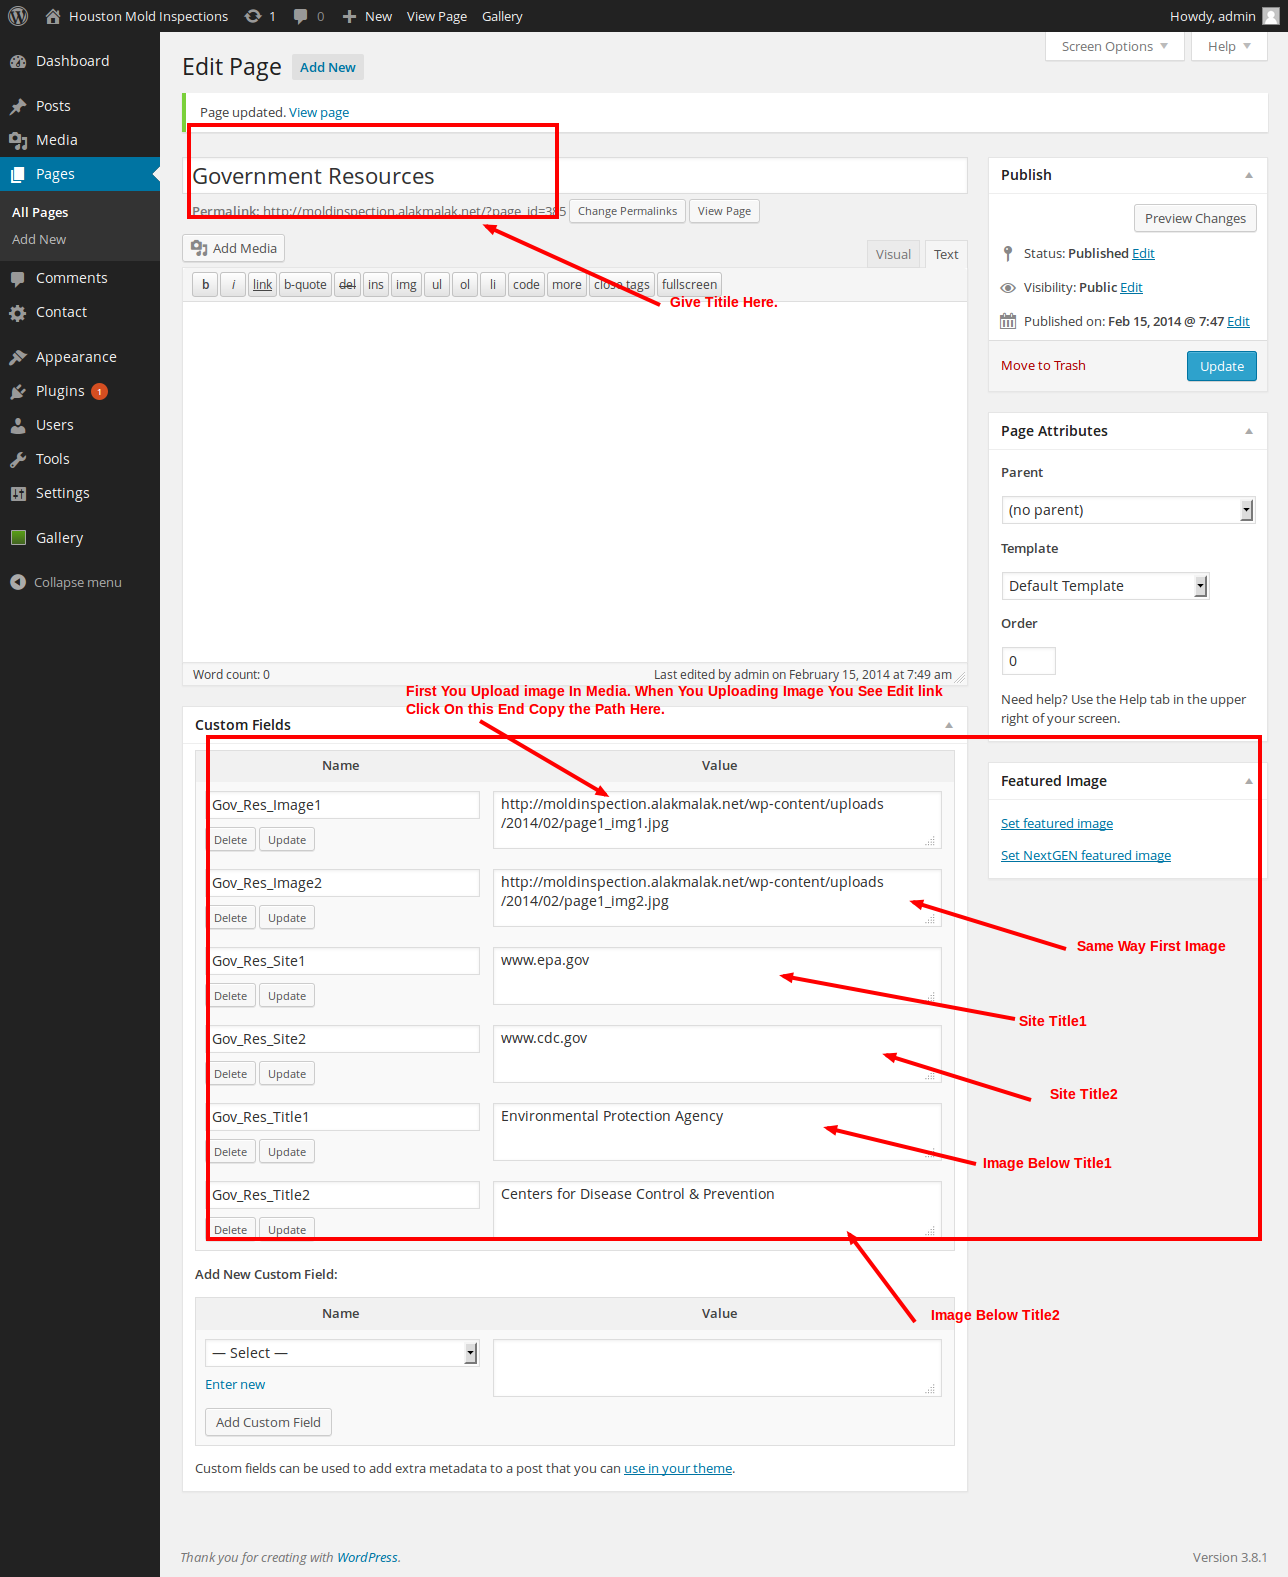 Houston Mold Inspections 1 0 New View Page Gallery Howdy, admin
Dashboard
Posts
Media
Pages
All Pages
Add New
Comments
Contact
Appearance
Plugins 1
Users
Tools
Settings
Gallery
Collapse menu
Screen Options Help
Edit Page Add New
Page updated. View page
Government Resources
Permalink: http://moldinspection.alakmalak.net/?page_id=385 Change Permalinks View Page
Add Media Visual Text
b i link b-quote del ins img ul ol li code more close tags fullscreen
Give Titile Here.
Word count: 0 Last edited by admin on February 15, 2014 at 7:49 am
First You Upload image In Media. When You Uploading Image You See Edit link
Click On this End Copy the Path Here.
Custom Fields
Name Value
Gov_Res_Image1 http://moldinspection.alakmalak.net/wp-content/uploads
/2014/02/page1_img1.jpg
Delete Update
Gov_Res_Image2 http://moldinspection.alakmalak.net/wp-content/uploads
/2014/02/page1_img2.jpg
Delete Update
Same Way First Image
Gov_Res_Site1 www.epa.gov
Delete Update
Site Title1
Gov_Res_Site2 www.cdc.gov
Delete Update
Site Title2
Gov_Res_Title1 Environmental Protection Agency
Delete Update
Image Below Title1
Gov_Res_Title2 Centers for Disease Control & Prevention
Delete Update
Add New Custom Field:
Name Value
Image Below Title2
— Select —
Enter new
Add Custom Field
Custom fields can be used to add extra metadata to a post that you can use in your theme.
Publish
Preview Changes
Status: Published Edit
Visibility: Public Edit
Published on: Feb 15, 2014 @ 7:47 Edit
Move to Trash Update
Page Attributes
Parent
(no parent)
Template
Default Template
Order
0
Need help? Use the Help tab in the upper
right of your screen.
Featured Image
Set featured image
Set NextGEN featured image
Thank you for creating with WordPress. Version 3.8.1